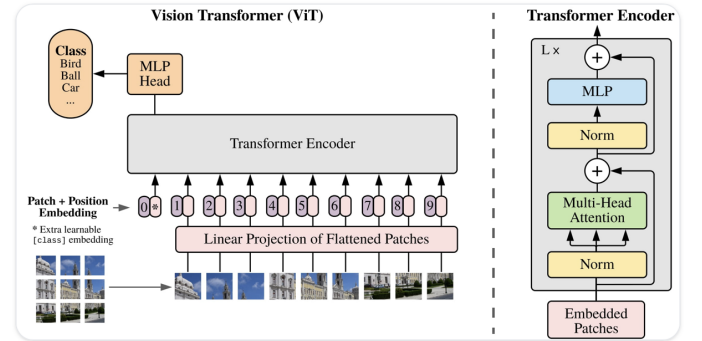 Vision Transformer (ViT)
Class
Bird
Ball
Car
...
MLP
Head
Transformer Encoder
Patch + Position
Embedding
0 * 1 2 3 4 5 6 7 8 9
* Extra learnable
[class] embedding
Linear Projection of Flattened Patches
Transformer Encoder
L x
+
MLP
Norm
+
Multi-Head
Attention
Norm
Embedded
Patches